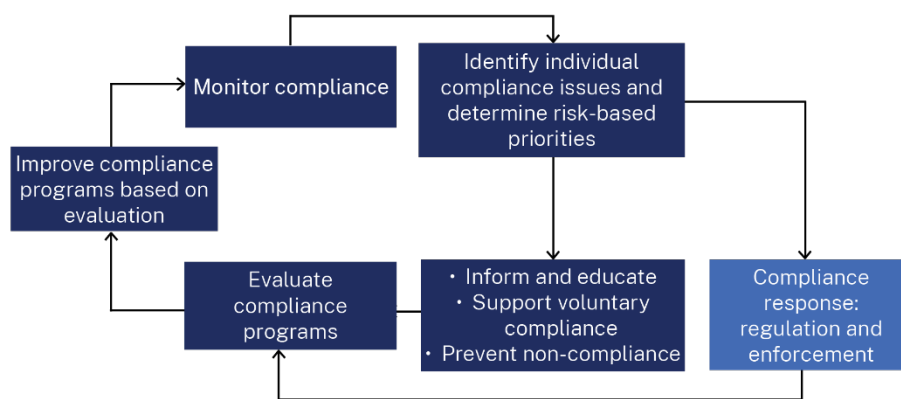 Monitor compliance
Identify individual
compliance issues and
determine risk-based
priorities
Improve compliance
programs based on
evaluation
Evaluate
compliance
programs
• Inform and educate
• Support voluntary
compliance
• Prevent non-compliance
Compliance
response:
regulation and
enforcement